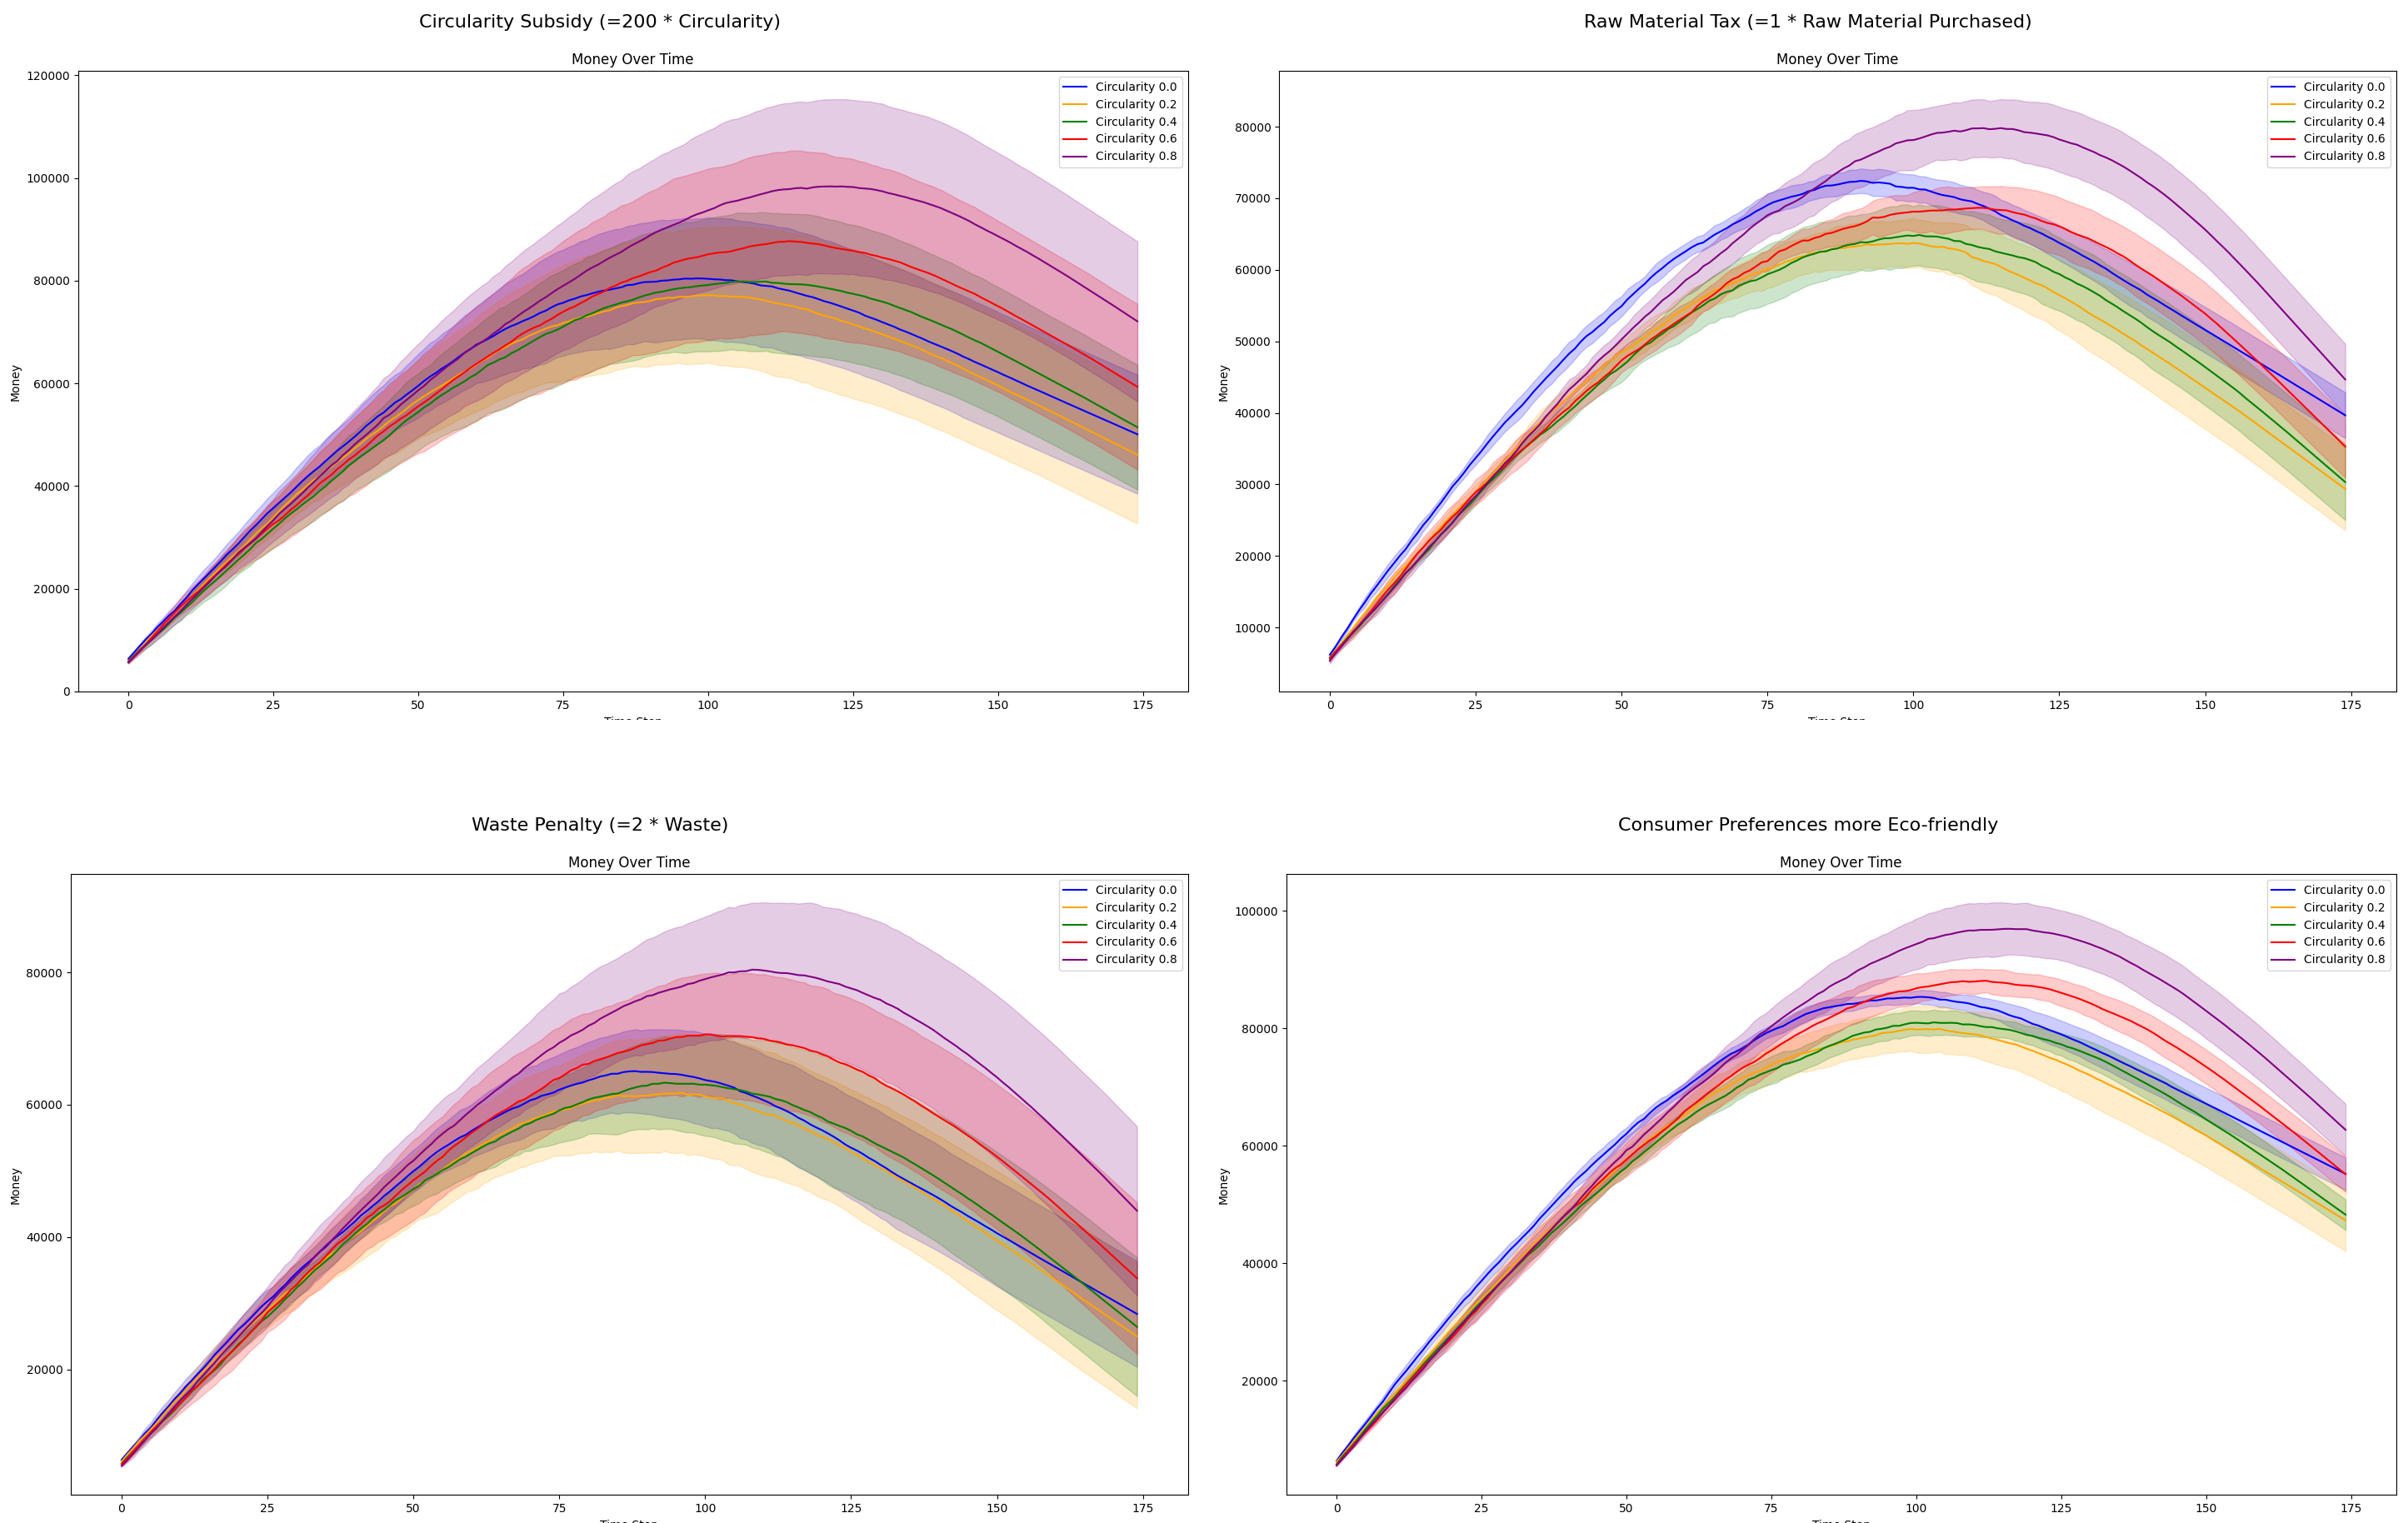 Circularity Subsidy (=200 * Circularity)
Money Over Time
120000
100000
80000
60000
40000
20000
0
Money
0 25 50 75 100 125 150 175
Time Step
Circularity 0.0
Circularity 0.2
Circularity 0.4
Circularity 0.6
Circularity 0.8
Raw Material Tax (=1 * Raw Material Purchased)
Money Over Time
80000
70000
60000
50000
40000
30000
20000
10000
Money
0 25 50 75 100 125 150 175
Time Step
Circularity 0.0
Circularity 0.2
Circularity 0.4
Circularity 0.6
Circularity 0.8
Waste Penalty (=2 * Waste)
Money Over Time
80000
60000
40000
20000
Money
0 25 50 75 100 125 150 175
Time Step
Circularity 0.0
Circularity 0.2
Circularity 0.4
Circularity 0.6
Circularity 0.8
Consumer Preferences more Eco-friendly
Money Over Time
100000
80000
60000
40000
20000
Money
0 25 50 75 100 125 150 175
Time Step
Circularity 0.0
Circularity 0.2
Circularity 0.4
Circularity 0.6
Circularity 0.8